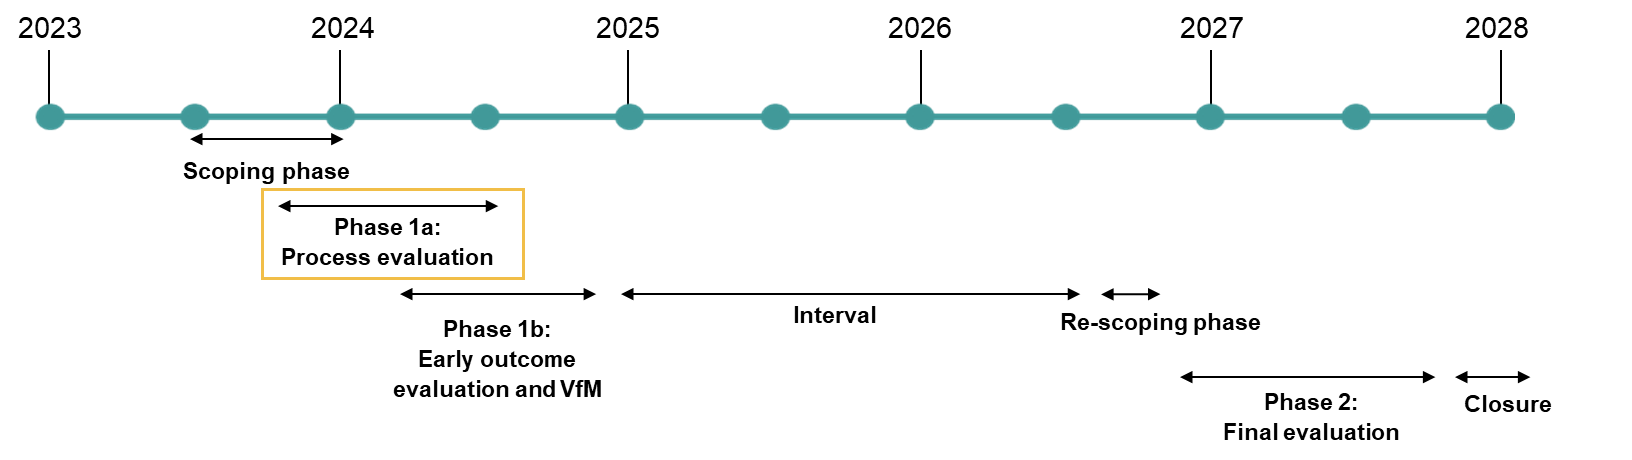 2023
2024
2025
2026
2027
2028
Scoping phase
Phase 1a:
Process evaluation
Phase 1b:
Early outcome
evaluation and VfM
Interval
Re-scoping phase
Phase 2:
Final evaluation
Closure